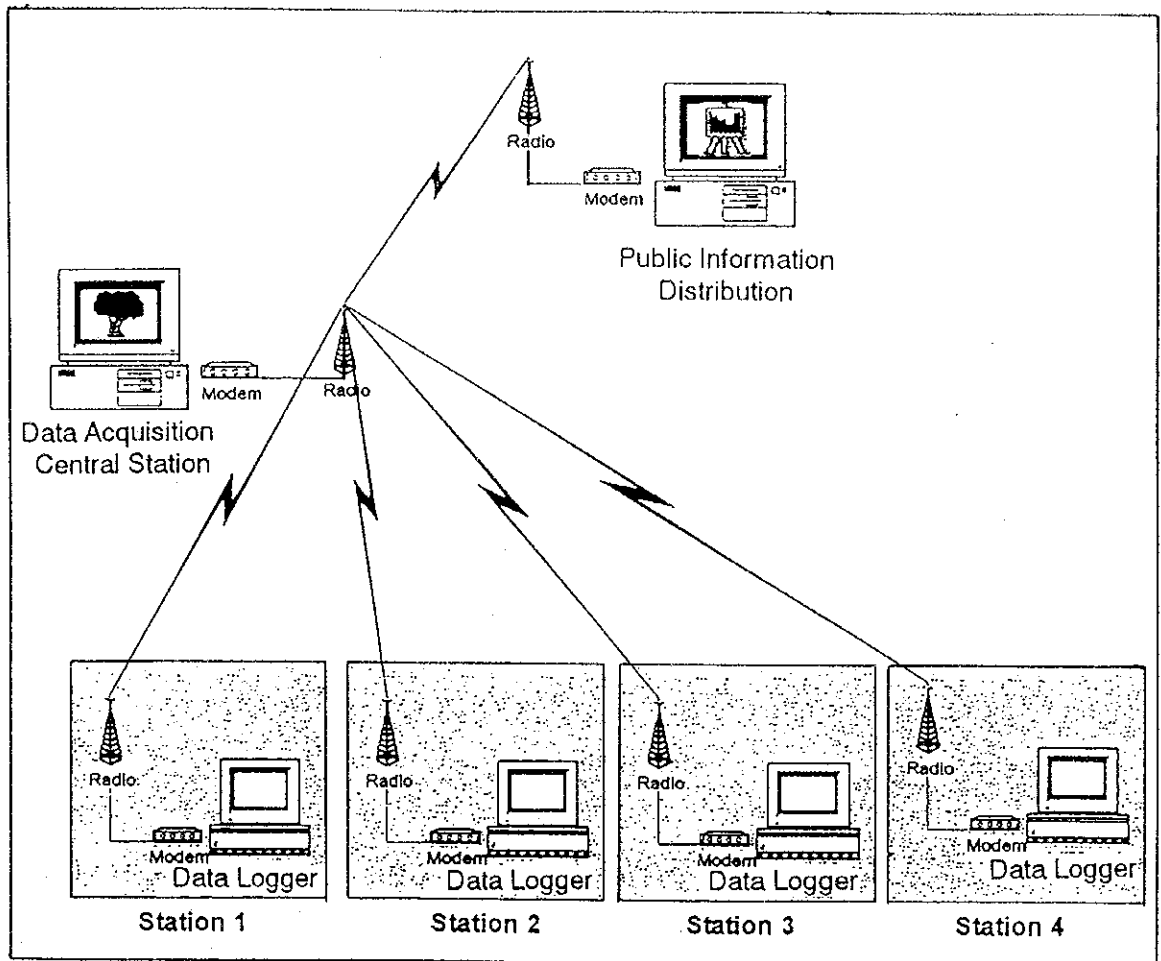 Radio
Modem
Public Information
Distribution
Modem
Radio
Data Acquisition
Central Station
Radio
Modem
Data Logger
Station 1
Radio
Modem
Data Logger
Station 2
Radio
Modem
Data Logger
Station 3
Radio
Modem
Data Logger
Station 4